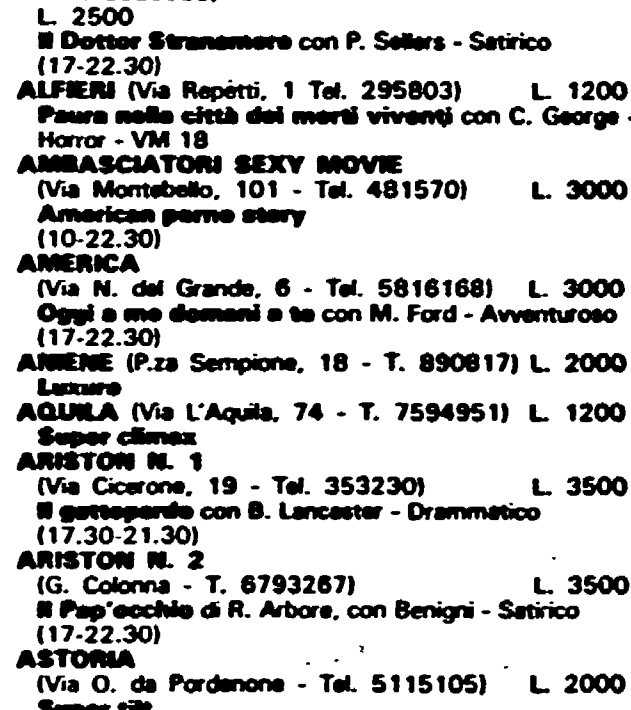 L. 2500
Il Dottor Stranamore con P. Sellers - Satirico
(17-22.30)
ALFIERI (Via Repetti, 1 Tel. 295803) L. 1200
Paura nella città dei morti viventi con C. George -
Horror - VM 18
AMBASCIATORI SEXY MOVIE
(Via Montebello, 101 - Tel. 481570) L. 3000
American porno story
(10-22.30)
AMERICA
(Via N. del Grande, 6 - Tel. 5816168) L. 3000
Oggi a me domani a te con M. Ford - Avventuroso
(17-22.30)
ANIENE (P.za Sempione, 18 - T. 890817) L. 2000
Luxure
AQUILA (Via L'Aquila, 74 - T. 7594951) L. 1200
Super climax
ARISTON N. 1
(Via Cicerone, 19 - Tel. 353230) L. 3500
Il gattopardo con B. Lancaster - Drammatico
(17.30-21.30)
ARISTON N. 2
(G. Colonna - T. 6793267) L. 3500
Il Pap'occhio di R. Arbore, con Benigni - Satirico
(17-22.30)
ASTORIA
(Via O. da Pordenone - Tel. 5115105) L. 2000
Super tilt